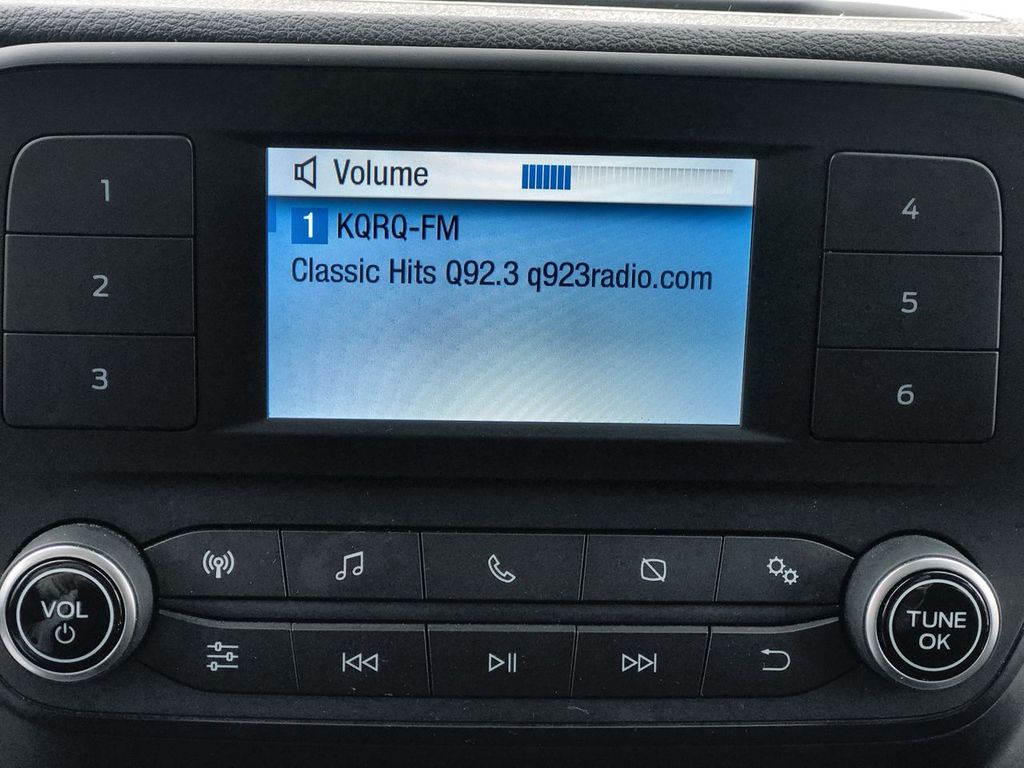 Volume
1 KQRQ-FM
Classic Hits Q92.3 q923radio.com
1
2
3
4
5
6
VOL
TUNE
OK